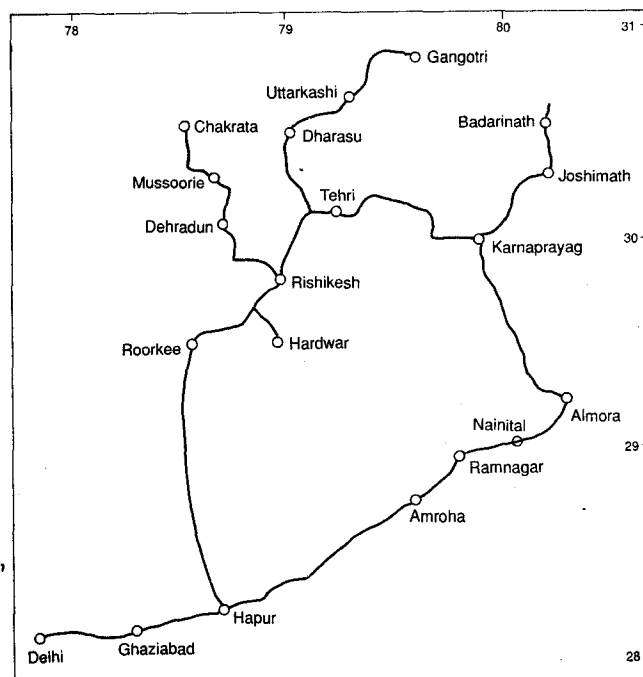 78
79
80
31
Gangotri
Uttarkashi
Chakrata
Dharasu
Badarinath
Mussoorie
Joshimath
Tehri
Dehradun
30
Karnaprayag
Rishikesh
Roorkee
Hardwar
Almora
Nainital
29
Ramnagar
Amroha
Hapur
Ghaziabad
Delhi
28